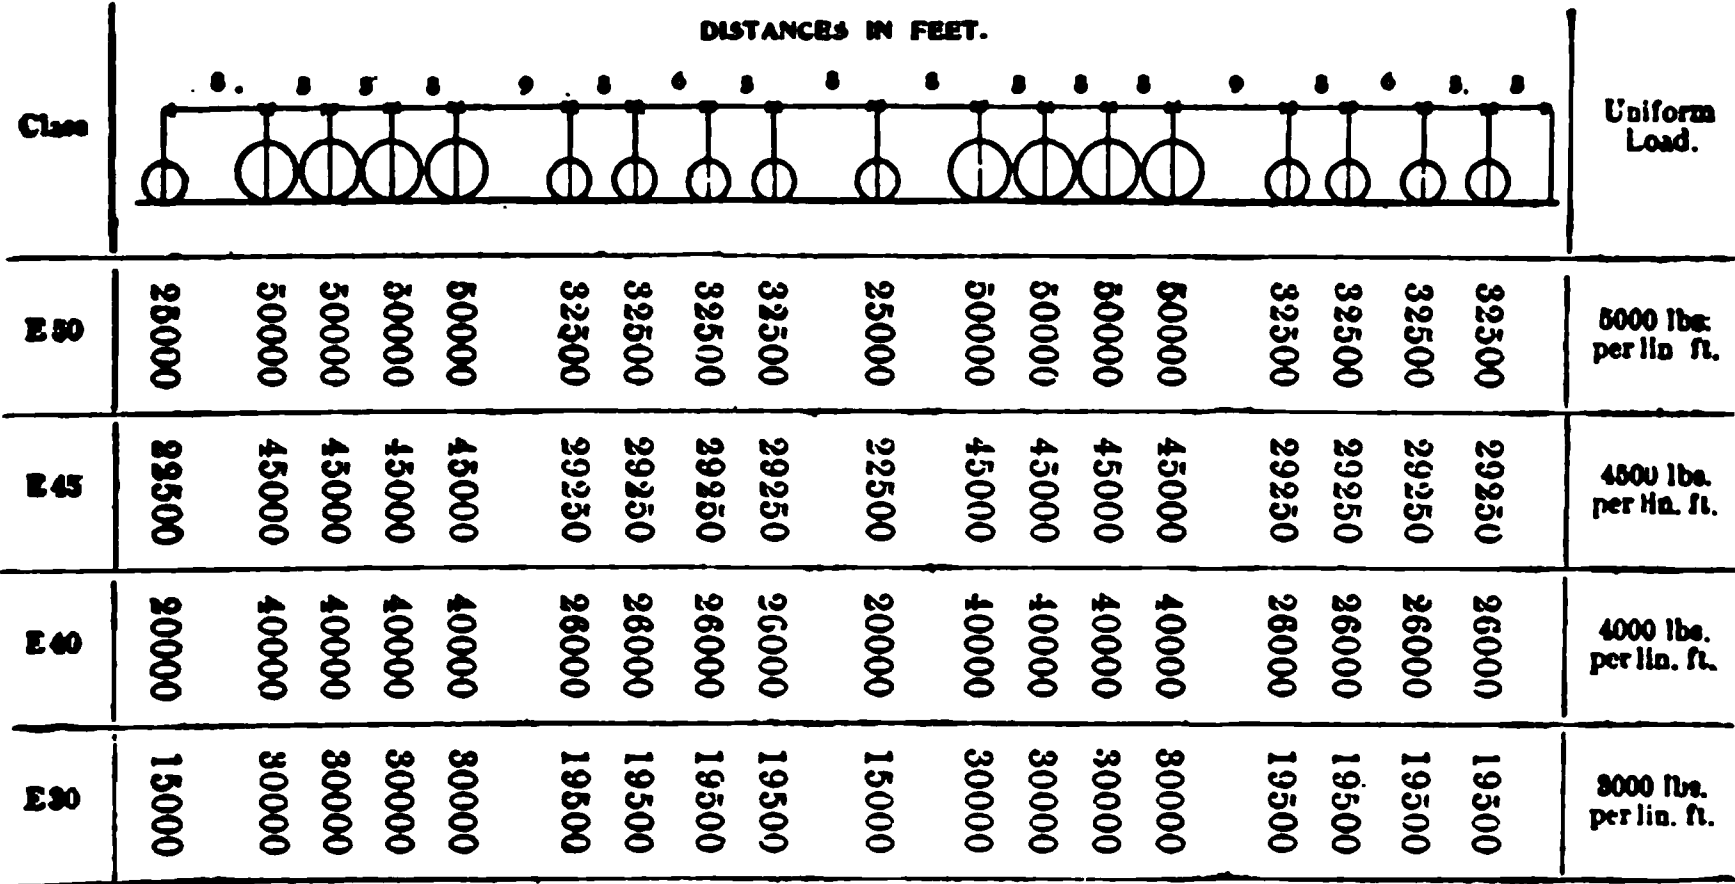 DISTANCES IN FEET.
8. 5 5 5 9 5 6 5 8 8 5 5 5 9 5 6 5. 5
Class
Uniform
Load.
E 50
25000 50000 50000 50000 50000 32500 32500 32500 32500 25000 50000 50000 50000 50000 32500 32500 32500 32500
5000 lbs.
per lin ft.
E 45
22500 45000 45000 45000 45000 29250 29250 29250 29250 22500 45000 45000 45000 45000 29250 29250 29250 29250
4500 lbs.
per lin. ft.
E 40
20000 40000 40000 40000 40000 26000 26000 26000 26000 20000 40000 40000 40000 40000 26000 26000 26000 26000
4000 lbs.
per lin. ft.
E 30
15000 30000 30000 30000 30000 19500 19500 19500 19500 15000 30000 30000 30000 30000 19500 19500 19500 19500
3000 lbs.
per lin. ft.